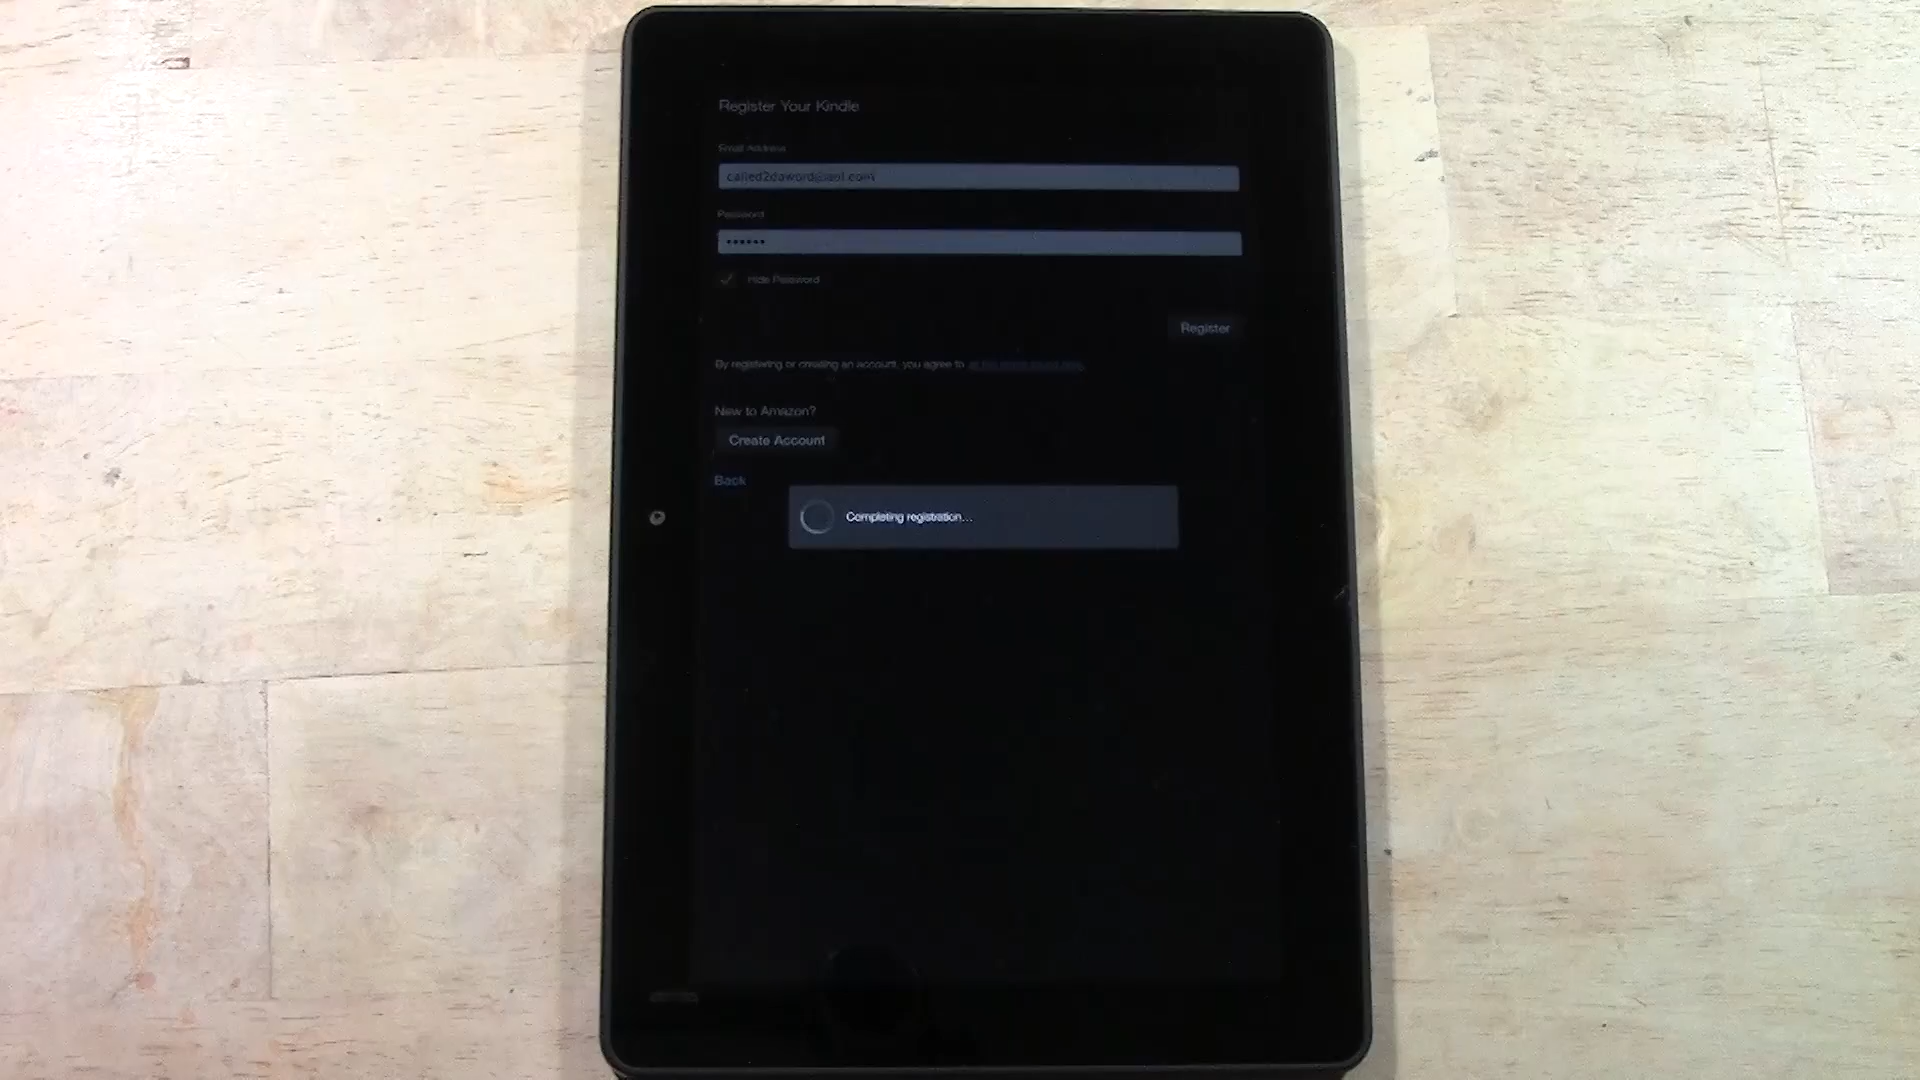 Register Your Kindle
Email Address
called2daword@aol.com
Password
••••••
Hide Password
Register
By registering or creating an account, you agree to
New to Amazon?
Create Account
Back
Completing registration...